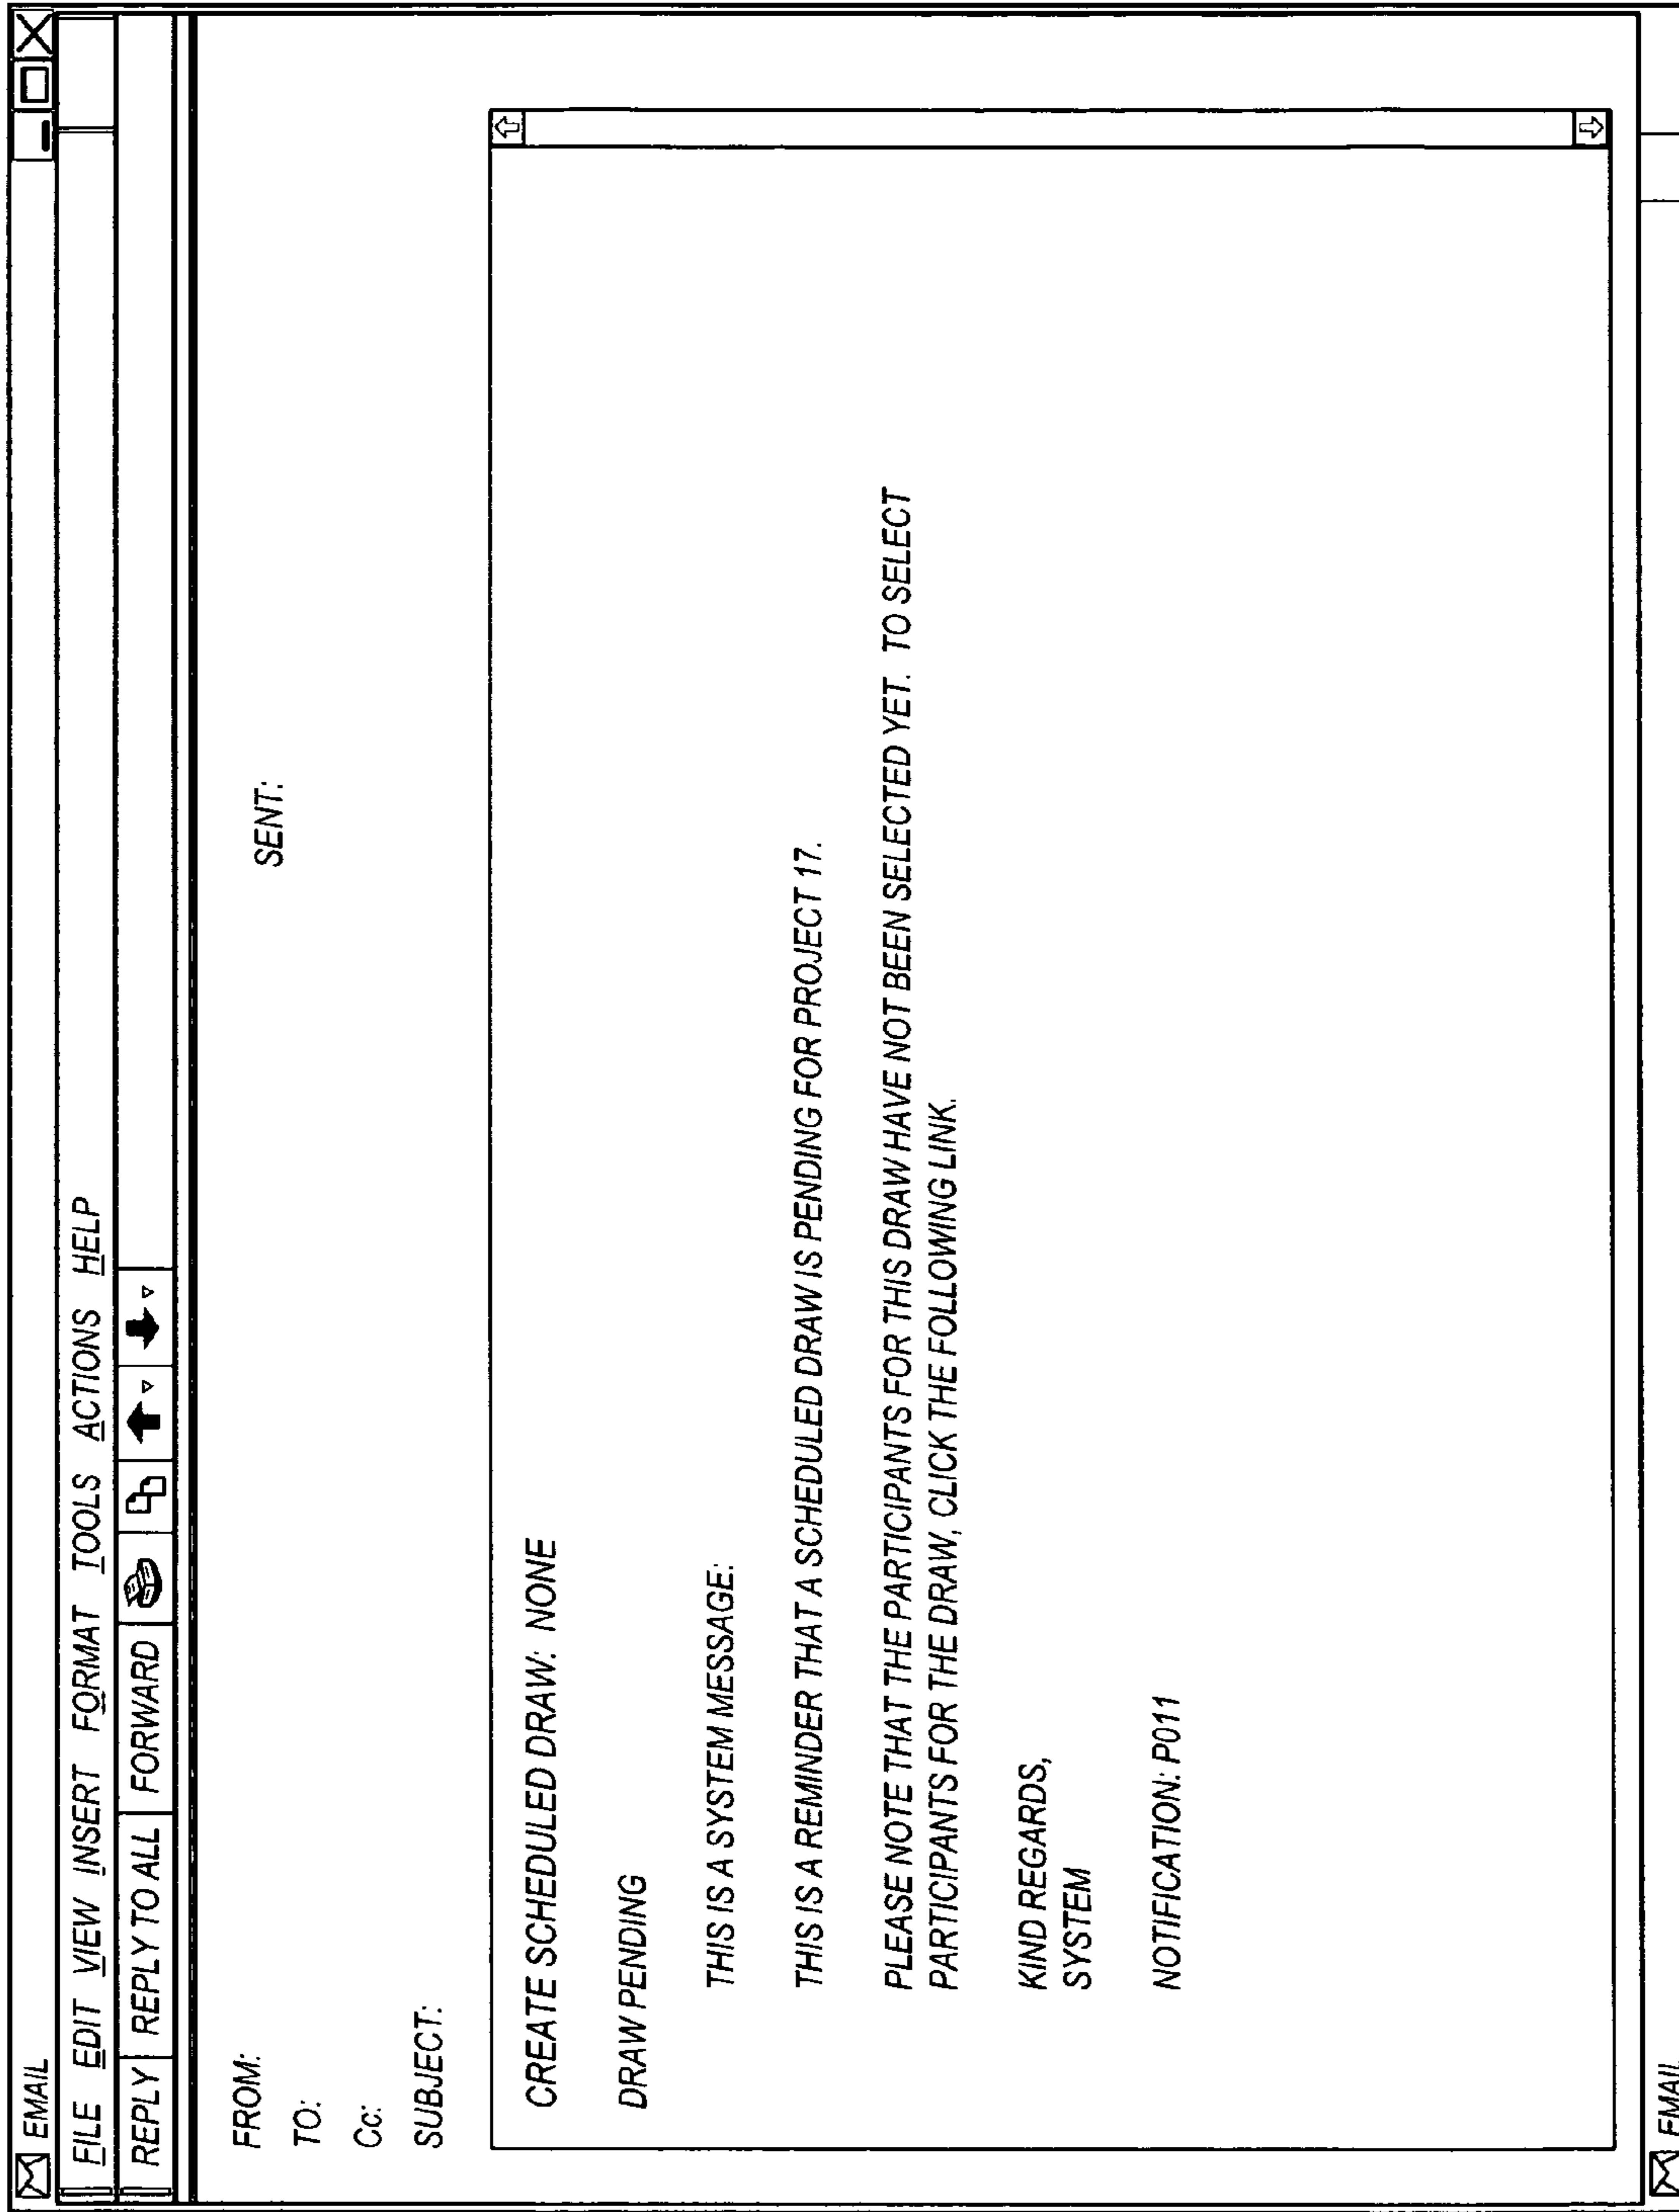 EMAIL
FILE EDIT VIEW INSERT FORMAT TOOLS ACTIONS HELP
REPLY REPLY TO ALL FORWARD
FROM:
SENT:
TO:
Cc:
SUBJECT:
CREATE SCHEDULED DRAW: NONE
DRAW PENDING
THIS IS A SYSTEM MESSAGE:
THIS IS A REMINDER THAT A SCHEDULED DRAW IS PENDING FOR PROJECT 17.
PLEASE NOTE THAT THE PARTICIPANTS FOR THIS DRAW HAVE NOT BEEN SELECTED YET. TO SELECT
PARTICIPANTS FOR THE DRAW, CLICK THE FOLLOWING LINK.
KIND REGARDS,
SYSTEM
NOTIFICATION: P011
EMAIL